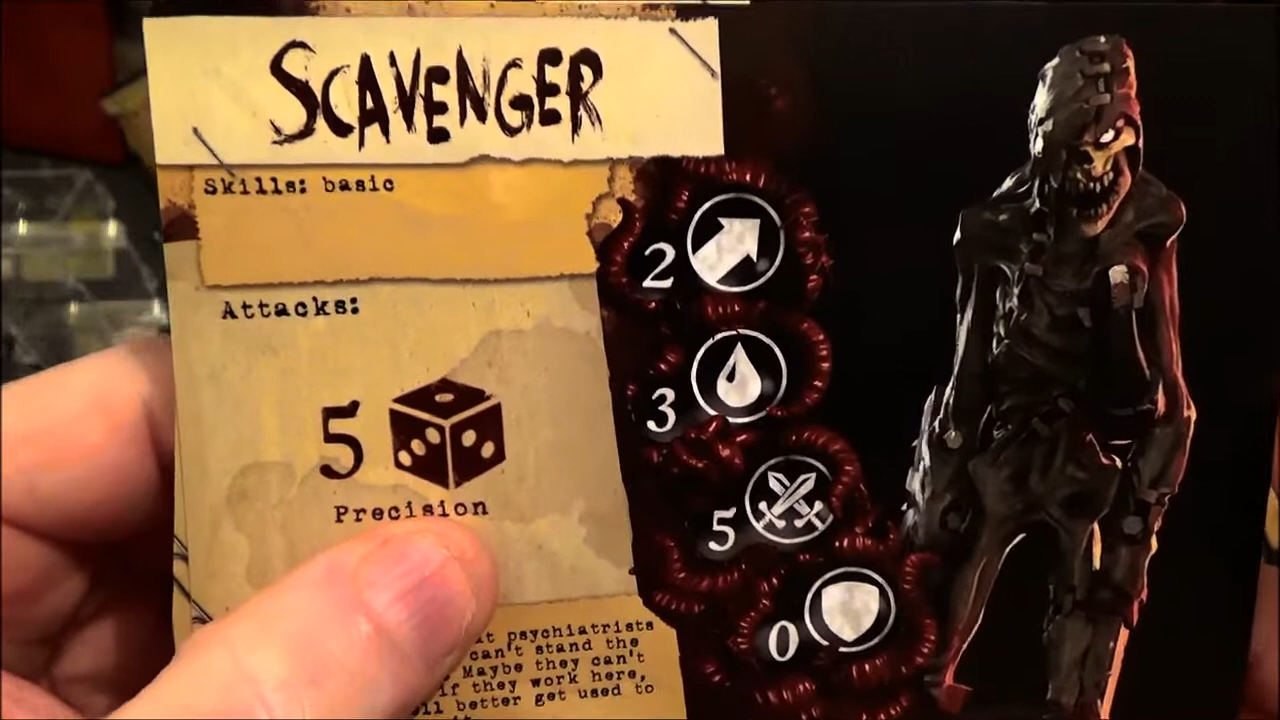 SCAVENGER
Skills: basic
Attacks:
5
Precision
2
3
5
0
psychiatrists
can't stand the
Maybe they can't
if they work here,
better get used to